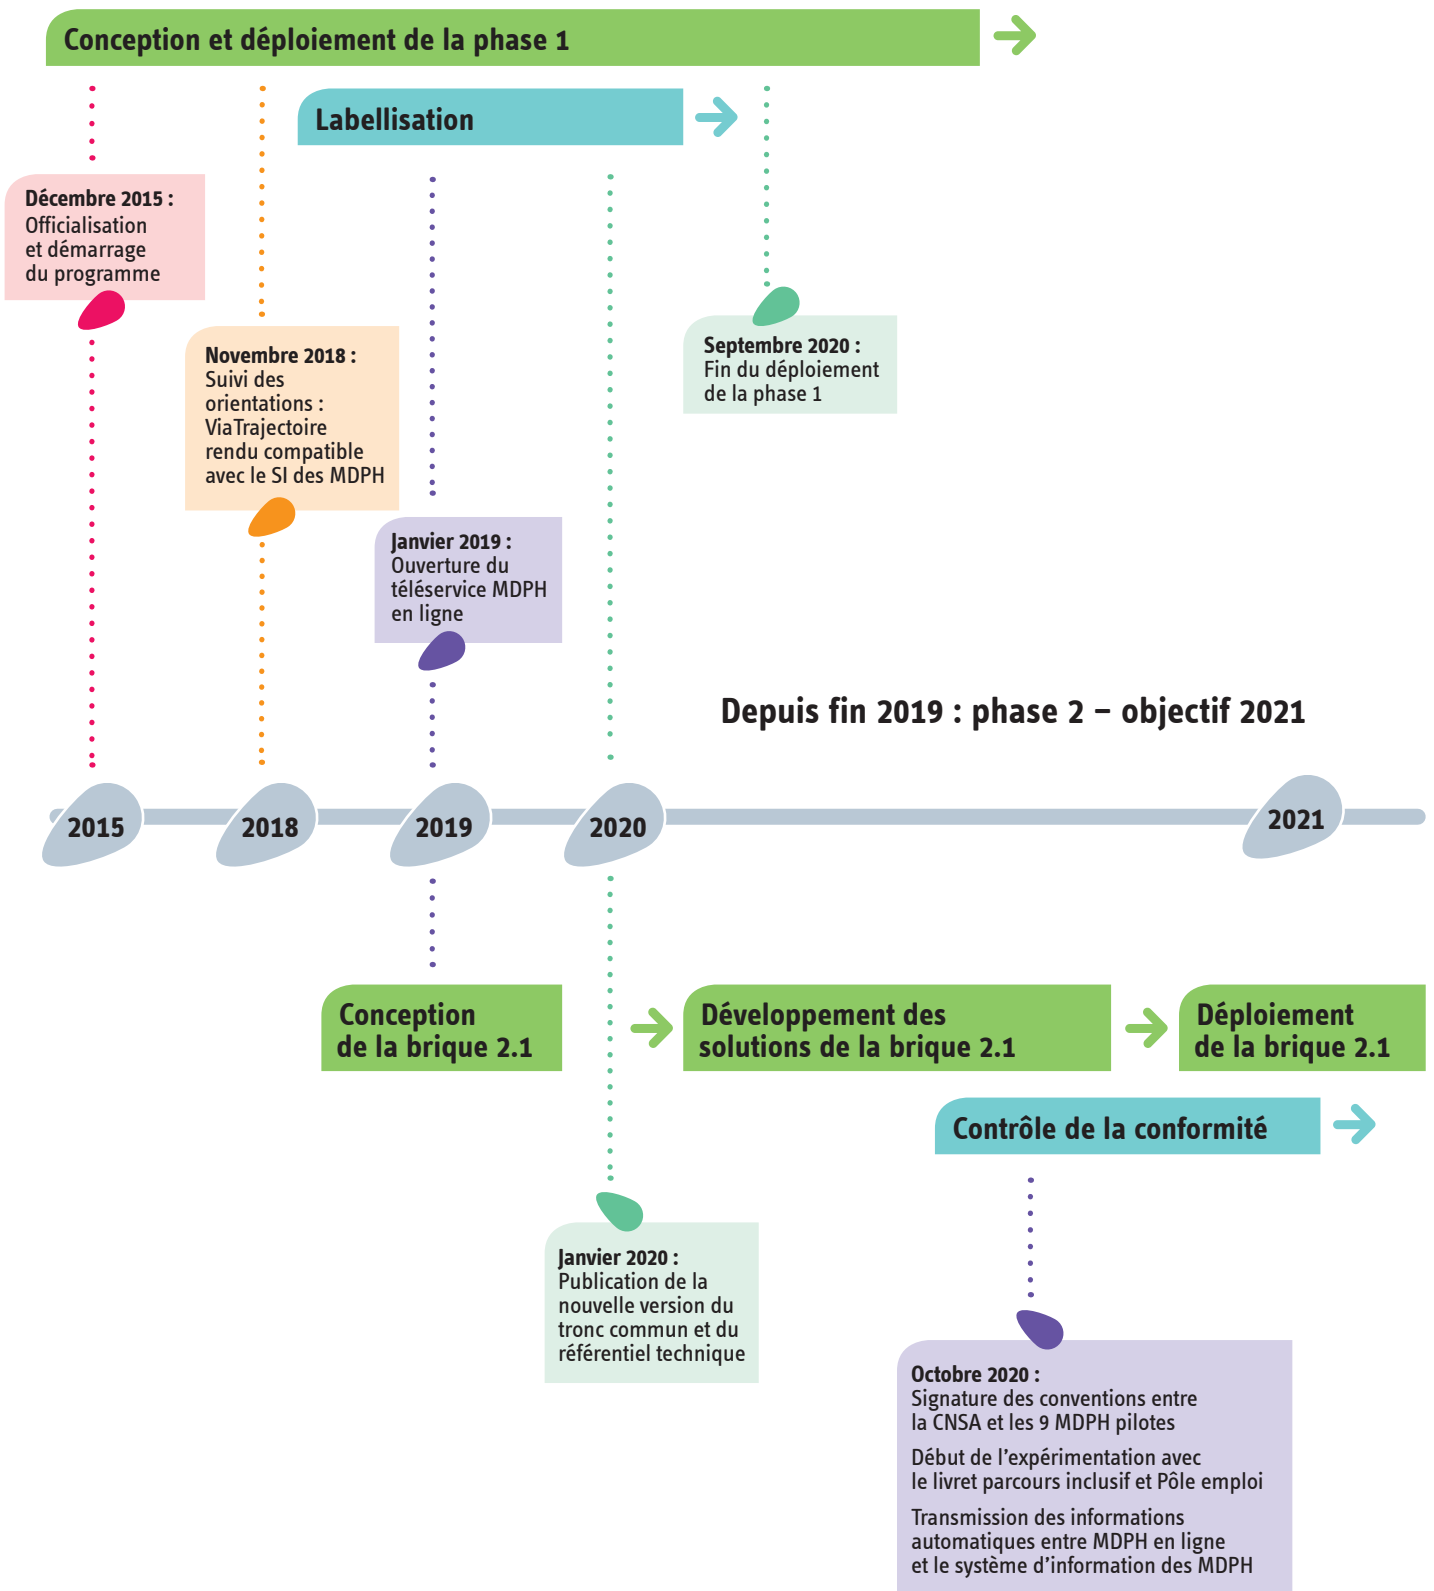 Conception et déploiement de la phase 1
Labellisation
Décembre 2015 :
Officialisation
et démarrage
du programme
Novembre 2018 :
Suivi des
orientations :
ViaTrajectoire
rendu compatible
avec le SI des MDPH
Janvier 2019 :
Ouverture du
téléservice MDPH
en ligne
Septembre 2020 :
Fin du déploiement
de la phase 1
Depuis fin 2019 : phase 2 – objectif 2021
2015
2018
2019
2020
2021
Conception
de la brique 2.1
Développement des
solutions de la brique 2.1
Déploiement
de la brique 2.1
Contrôle de la conformité
Janvier 2020 :
Publication de la
nouvelle version du
tronc commun et du
référentiel technique
Octobre 2020 :
Signature des conventions entre
la CNSA et les 9 MDPH pilotes
Début de l'expérimentation avec
le livret parcours inclusif et Pôle emploi
Transmission des informations
automatiques entre MDPH en ligne
et le système d'information des MDPH